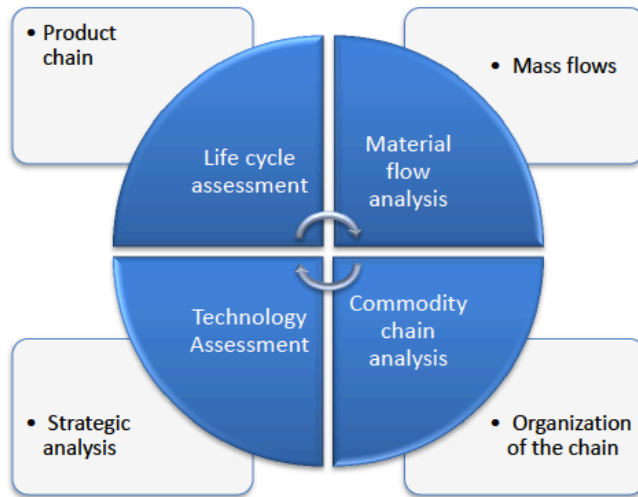 • Product
chain
• Mass flows
Life cycle
assessment
Material
flow
analysis
Technology
Assessment
Commodity
chain
analysis
• Strategic
analysis
• Organization
of the chain